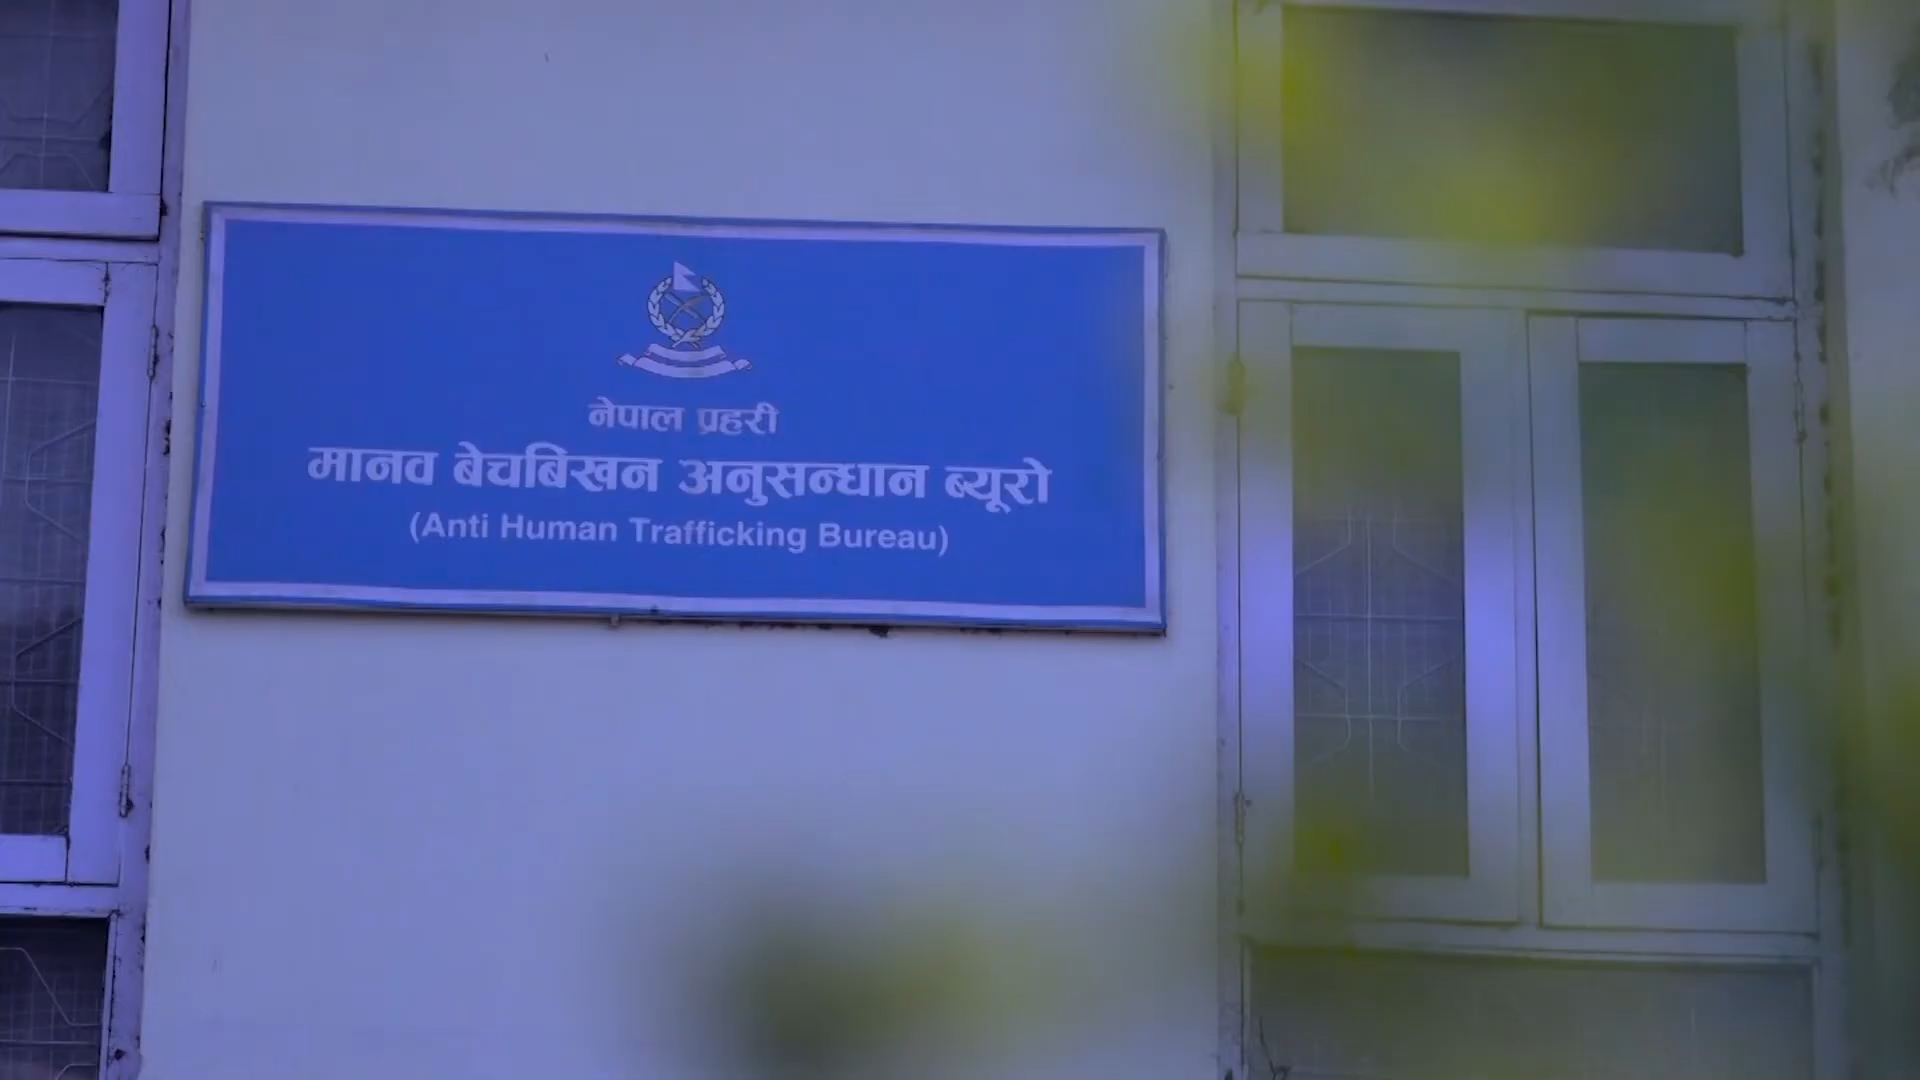 नेपाल प्रहरी
मानव बेचबिखन अनुसन्धान ब्यूरो
(Anti Human Trafficking Bureau)